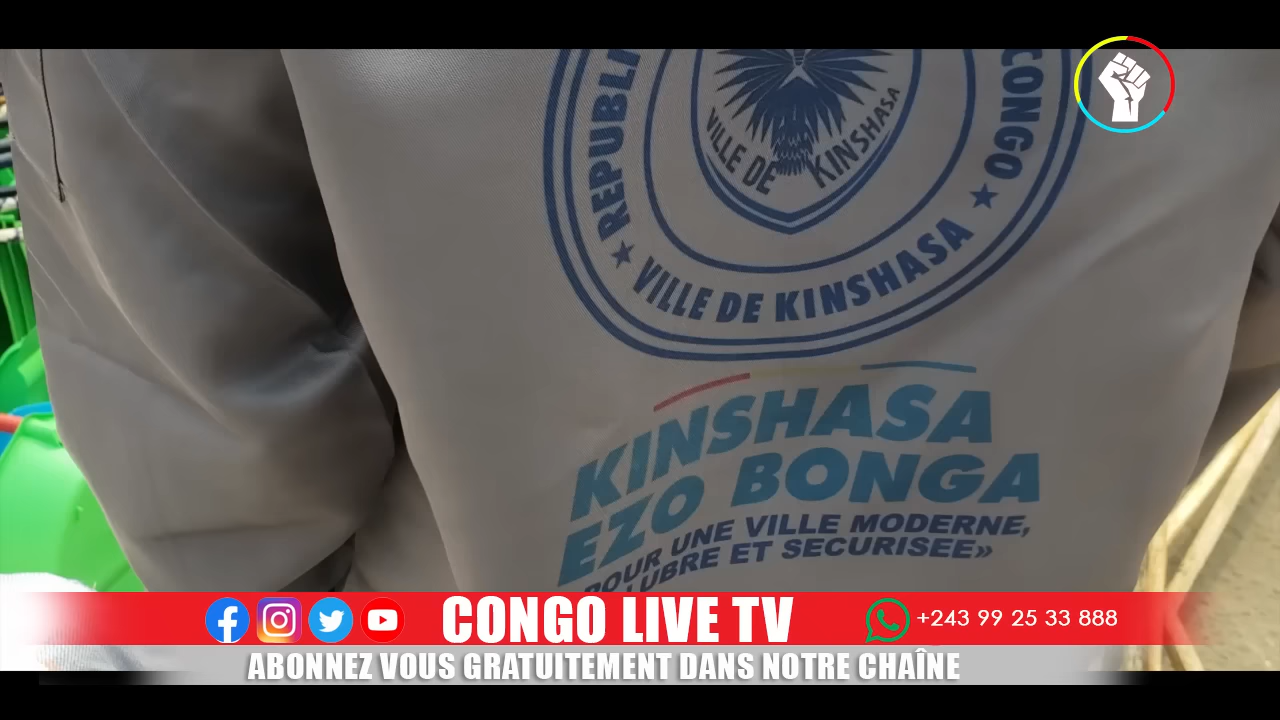 REPUBLI
CONGO
VILLE DE KINSHASA
★ VILLE DE KINSHASA ★
KINSHASA
EZO BONGA
POUR UNE VILLE MODERNE,
LUBRE ET SECURISEE»
CONGO LIVE TV
+243 99 25 33 888
ABONNEZ VOUS GRATUITEMENT DANS NOTRE CHAÎNE